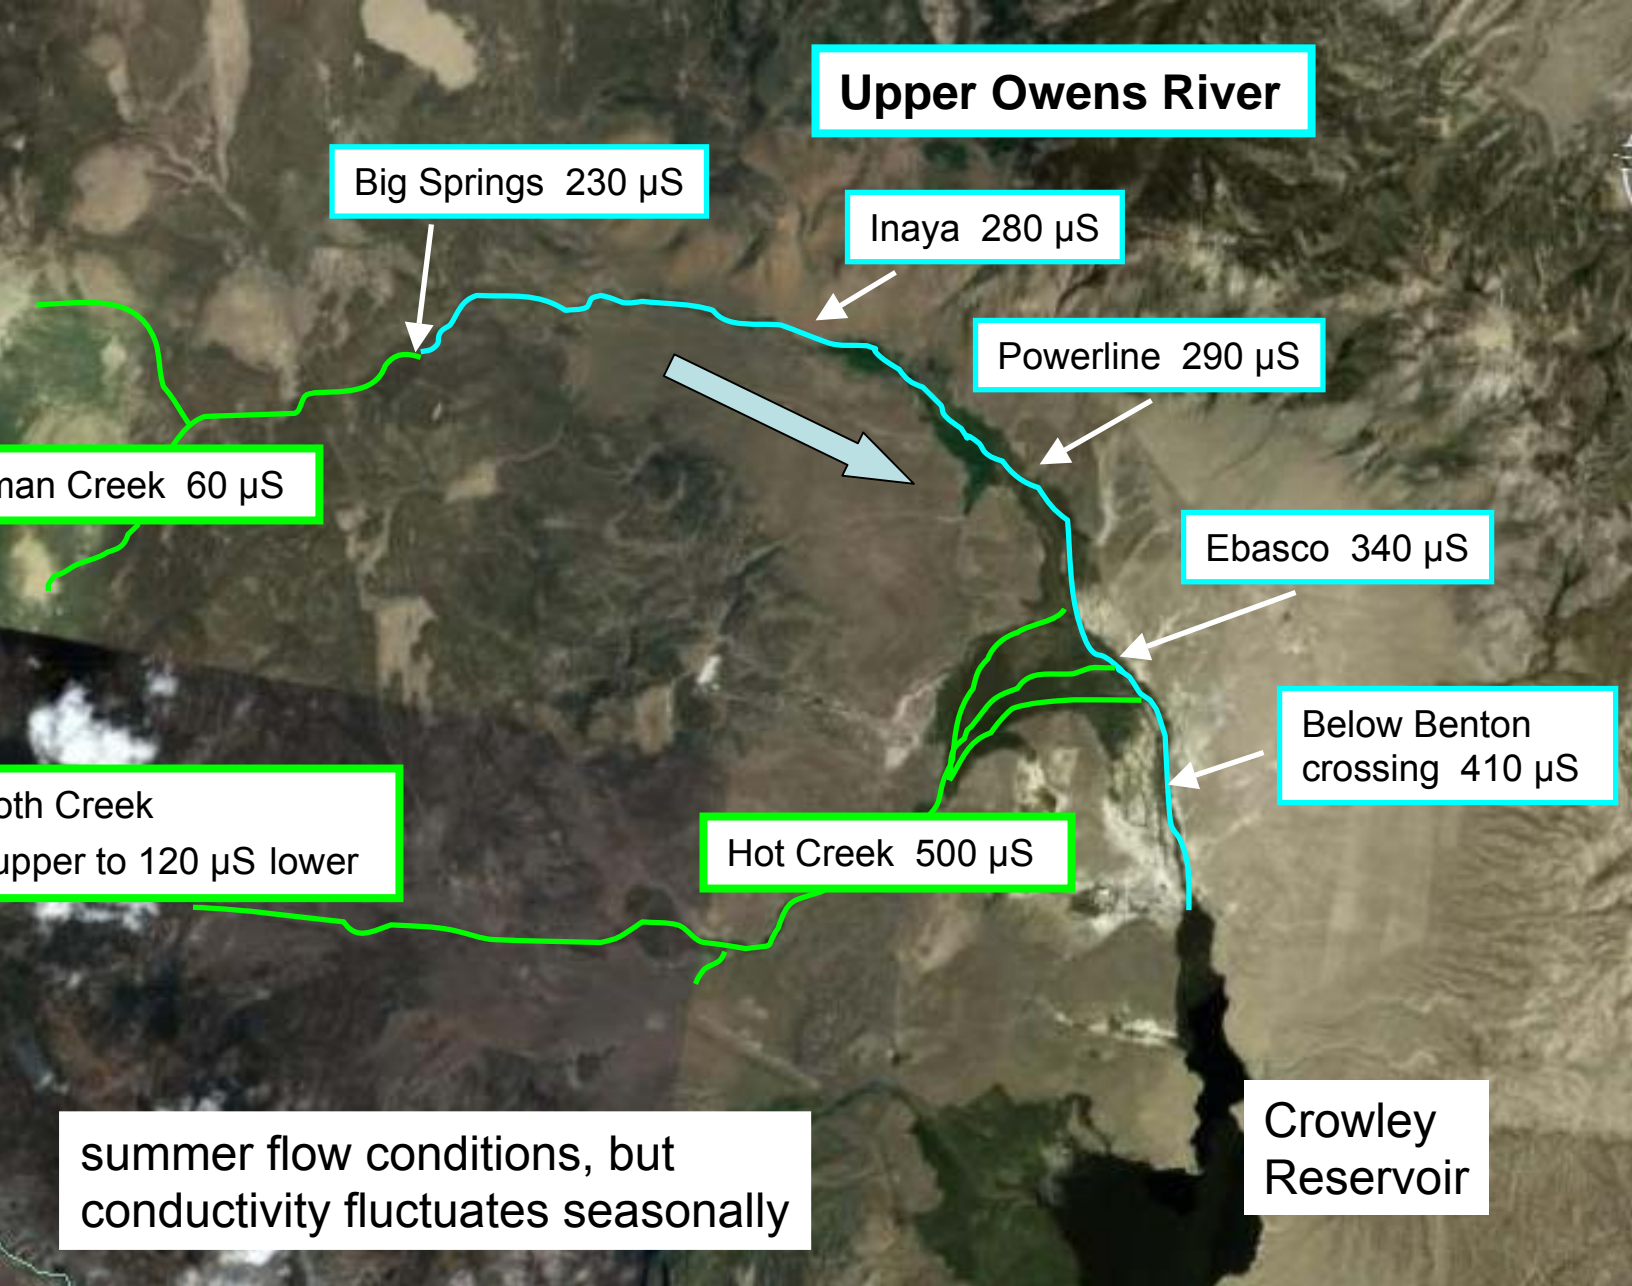 Upper Owens River
Big Springs 230 µS
Inaya 280 µS
Powerline 290 µS
man Creek 60 µS
Ebasco 340 µS
Below Benton
crossing 410 µS
oth Creek
upper to 120 µS lower
Hot Creek 500 µS
summer flow conditions, but
conductivity fluctuates seasonally
Crowley
Reservoir